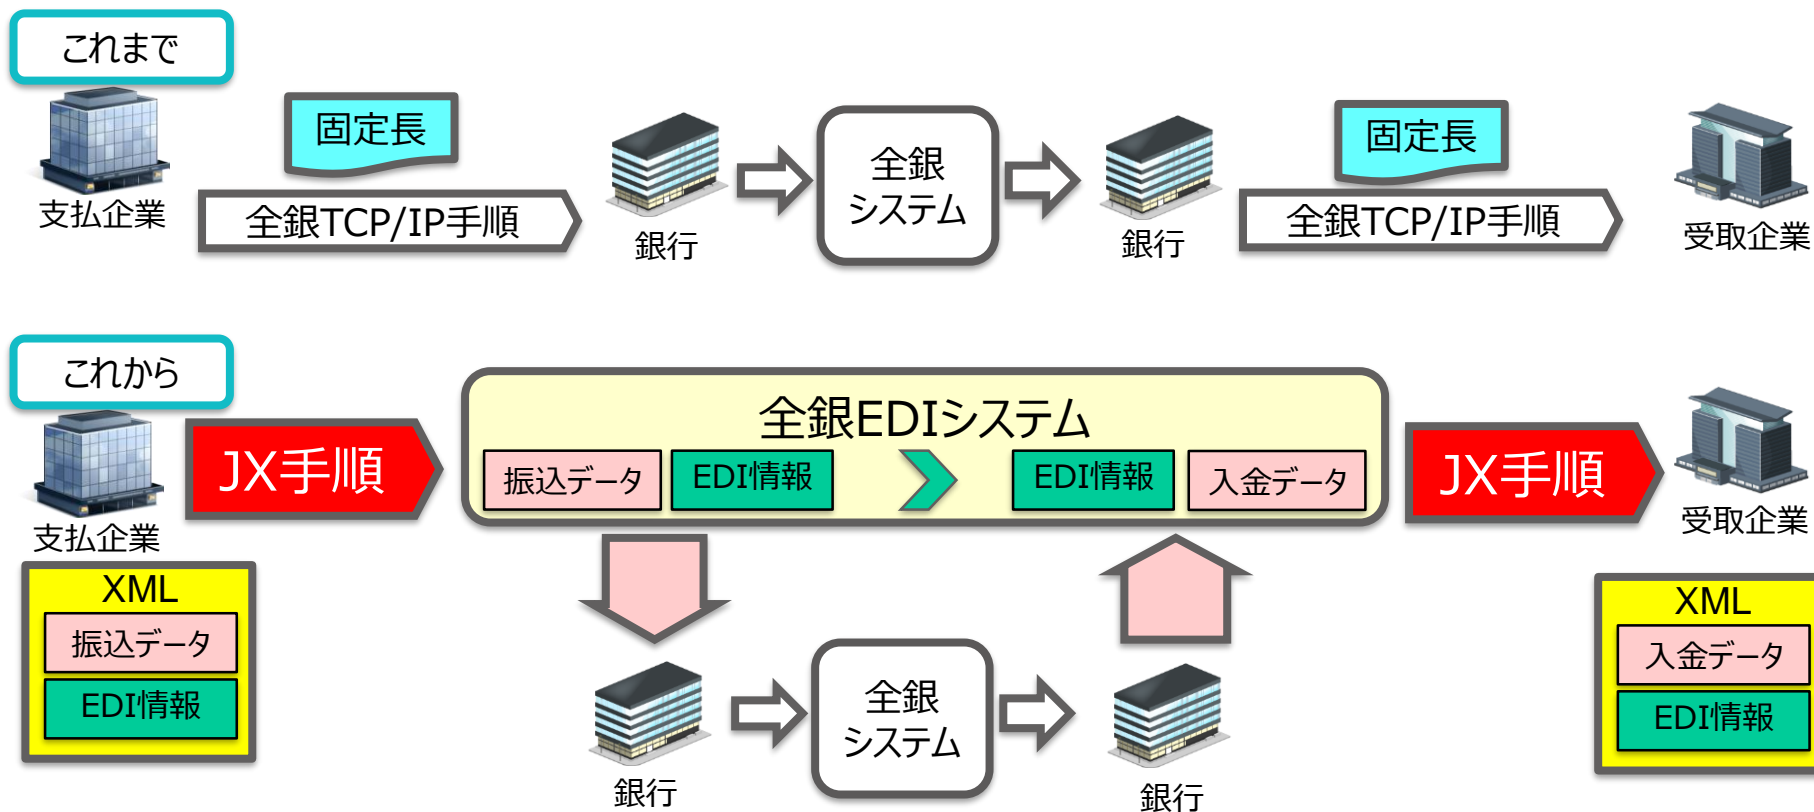 これまで
支払企業
固定長
全銀TCP/IP手順
銀行
全銀
システム
銀行
固定長
全銀TCP/IP手順
受取企業
これから
支払企業
JX手順
全銀EDIシステム
振込データ
EDI情報
EDI情報
入金データ
JX手順
受取企業
XML
振込データ
EDI情報
銀行
全銀
システム
銀行
XML
入金データ
EDI情報